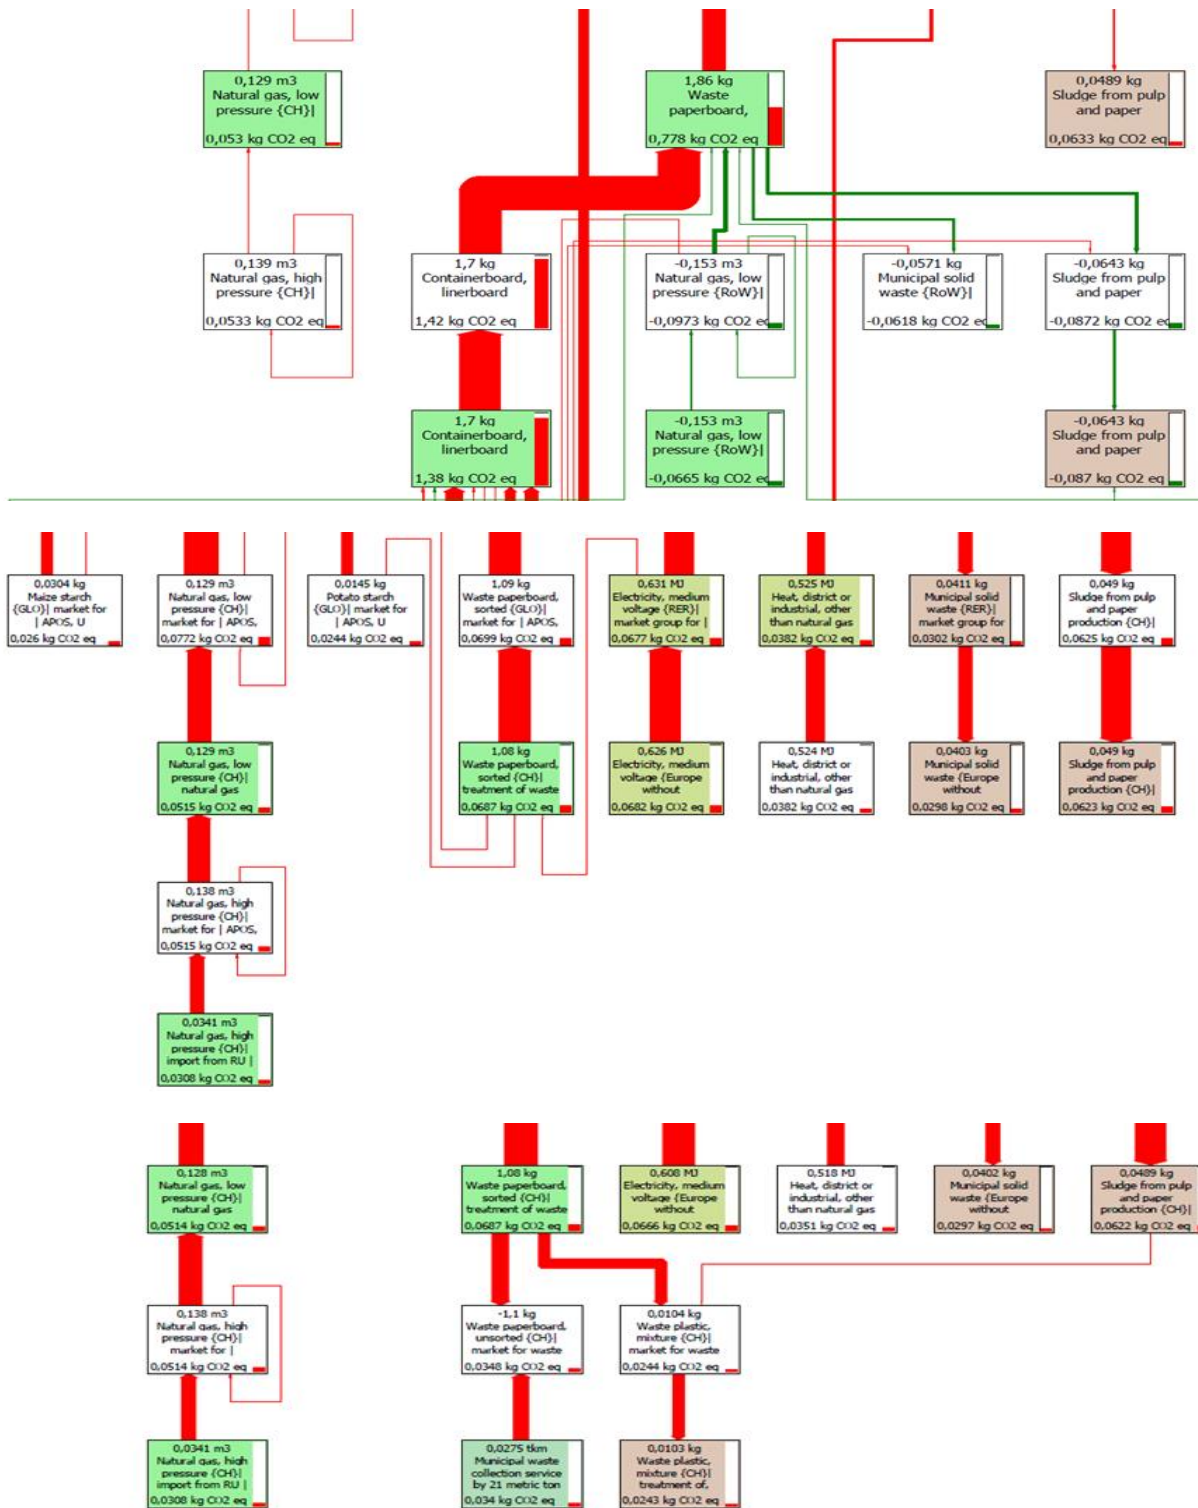 0,129 m3
Natural gas, low
pressure {CH}|
0,053 kg CO2 eq
1,86 kg
Waste
paperboard,
0,778 kg CO2 eq
0,0489 kg
Sludge from pulp
and paper
0,0633 kg CO2 eq
0,139 m3
Natural gas, high
pressure {CH}|
0,0533 kg CO2 eq
1,7 kg
Containerboard,
linerboard
1,42 kg CO2 eq
-0,153 m3
Natural gas, low
pressure {RoW}|
-0,0973 kg CO2 eq
-0,0571 kg
Municipal solid
waste {RoW}|
-0,0618 kg CO2 eq
-0,0643 kg
Sludge from pulp
and paper
-0,0872 kg CO2 eq
1,7 kg
Containerboard,
linerboard
1,38 kg CO2 eq
-0,153 m3
Natural gas, low
pressure {RoW}|
-0,0665 kg CO2 eq
-0,0643 kg
Sludge from pulp
and paper
-0,087 kg CO2 eq
0,0304 kg
Maize starch
{GLO}| market for
| APOS, U
0,026 kg CO2 eq
0,129 m3
Natural gas, low
pressure {CH}|
market for | APOS,
0,0772 kg CO2 eq
0,0145 kg
Potato starch
{GLO}| market for
| APOS, U
0,0244 kg CO2 eq
1,09 kg
Waste paperboard,
sorted {GLO}|
market for | APOS,
0,0699 kg CO2 eq
0,631 MJ
Electricity, medium
voltage {RER}|
market group for |
0,0677 kg CO2 eq
0,525 MJ
Heat, district or
industrial, other
than natural gas
0,0382 kg CO2 eq
0,0411 kg
Municipal solid
waste {RER}|
market group for
0,0302 kg CO2 eq
0,049 kg
Sludge from pulp
and paper
production {CH}|
0,0625 kg CO2 eq
0,129 m3
Natural gas, low
pressure {CH}|
natural gas
0,0515 kg CO2 eq
1,08 kg
Waste paperboard,
sorted {CH}|
treatment of waste
0,0687 kg CO2 eq
0,626 MJ
Electricity, medium
voltage {Europe
without
0,0682 kg CO2 eq
0,524 MJ
Heat, district or
industrial, other
than natural gas
0,0382 kg CO2 eq
0,0403 kg
Municipal solid
waste {Europe
without
0,0298 kg CO2 eq
0,049 kg
Sludge from pulp
and paper
production {CH}|
0,0623 kg CO2 eq
0,138 m3
Natural gas, high
pressure {CH}|
market for | APOS,
0,0515 kg CO2 eq
0,0341 m3
Natural gas, high
pressure {CH}|
import from RU |
0,0308 kg CO2 eq
0,128 m3
Natural gas, low
pressure {CH}|
natural gas
0,0514 kg CO2 eq
1,08 kg
Waste paperboard,
sorted {CH}|
treatment of waste
0,0687 kg CO2 eq
0,608 MJ
Electricity, medium
voltage {Europe
without
0,0666 kg CO2 eq
0,518 MJ
Heat, district or
industrial, other
than natural gas
0,0351 kg CO2 eq
0,0402 kg
Municipal solid
waste {Europe
without
0,0297 kg CO2 eq
0,0489 kg
Sludge from pulp
and paper
production {CH}|
0,0622 kg CO2 eq
0,138 m3
Natural gas, high
pressure {CH}|
market for |
0,0514 kg CO2 eq
-1,1 kg
Waste paperboard,
unsorted {CH}|
market for waste
0,0348 kg CO2 eq
0,0104 kg
Waste plastic,
mixture {CH}|
market for waste
0,0244 kg CO2 eq
0,0341 m3
Natural gas, high
pressure {CH}|
import from RU |
0,0308 kg CO2 eq
0,0275 tkm
Municipal waste
collection service
by 21 metric ton
0,034 kg CO2 eq
0,0103 kg
Waste plastic,
mixture {CH}|
treatment of,
0,0243 kg CO2 eq